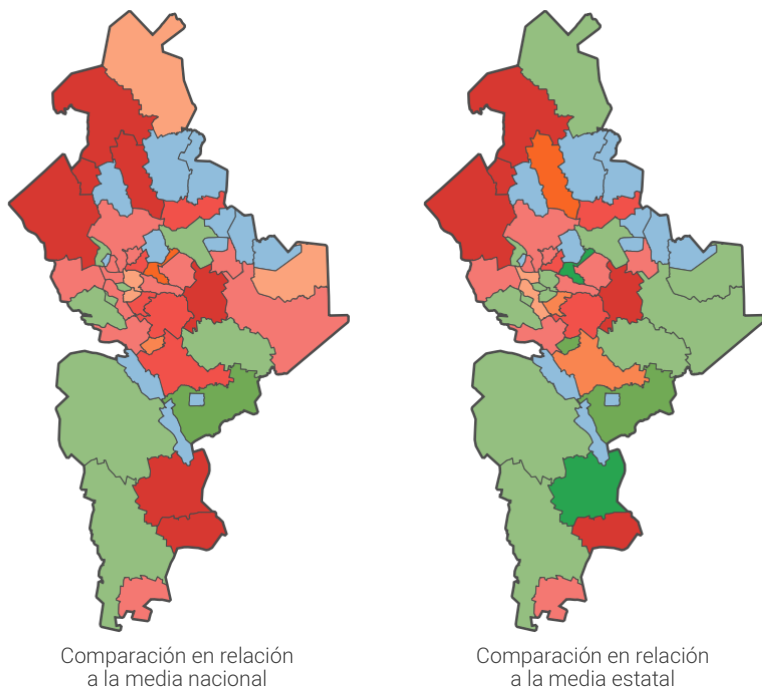 Comparación en relación
a la media nacional
Comparación en relación
a la media estatal